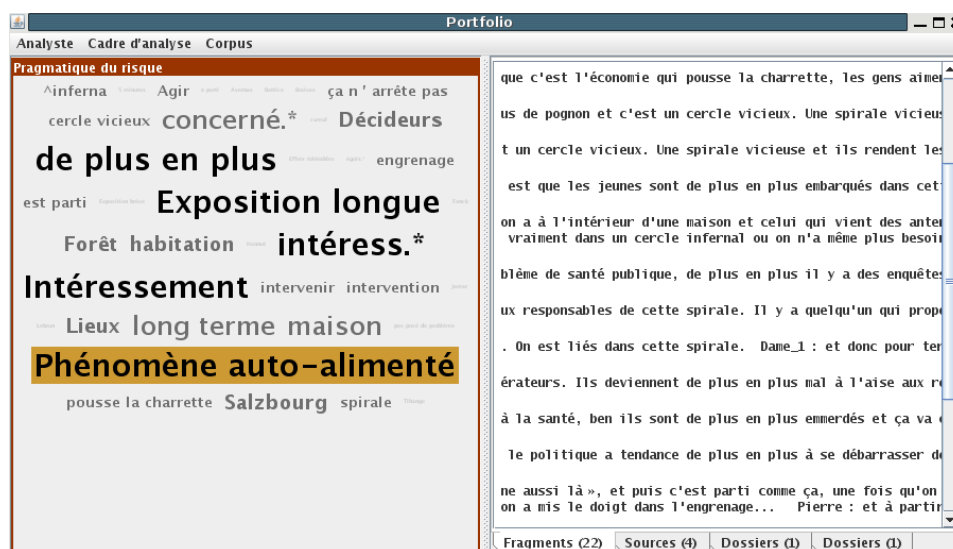 Portfolio
Analyste Cadre d'analyse Corpus
Pragmatique du risque
^inferna Agir ça n ' arrête pas
cercle vicieux concerné.* Décideurs
de plus en plus engrenage
est parti Exposition longue
Forêt habitation intéress.*
Intéressement intervenir intervention
Lieux long terme maison
Phénomène auto-alimenté
pousse la charrette Salzbourg spirale
que c'est l'économie qui pousse la charrette, les gens aimen
us de pognon et c'est un cercle vicieux. Une spirale vicieus
t un cercle vicieux. Une spirale vicieuse et ils rendent les
est que les jeunes sont de plus en plus embarqués dans cet
on a à l'intérieur d'une maison et celui qui vient des anten
vraiment dans un cercle infernal ou on n'a même plus besoin
blème de santé publique, de plus en plus il y a des enquêtes
ux responsables de cette spirale. Il y a quelqu'un qui propo
. On est liés dans cette spirale. Dame_1 : et donc pour ter
érateurs. Ils deviennent de plus en plus mal à l'aise aux ré
à la santé, ben ils sont de plus en plus emmerdés et ça va
le politique a tendance de plus en plus à se débarrasser de
ne aussi là », et puis c'est parti comme ça, une fois qu'on
on a mis le doigt dans l'engrenage... Pierre : et à partir
Fragments (22) Sources (4) Dossiers (1) Dossiers (1)